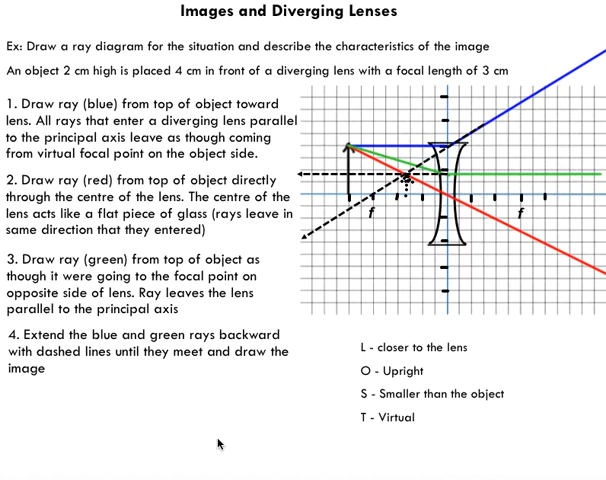 Images and Diverging Lenses
Ex: Draw a ray diagram for the situation and describe the characteristics of the image
An object 2 cm high is placed 4 cm in front of a diverging lens with a focal length of 3 cm
1. Draw ray (blue) from top of object toward
lens. All rays that enter a diverging lens parallel
to the principal axis leave as though coming
from virtual focal point on the object side.
2. Draw ray (red) from top of object directly
through the centre of the lens. The centre of the
lens acts like a flat piece of glass (rays leave in
same direction that they entered)
3. Draw ray (green) from top of object as
though it were going to the focal point on
opposite side of lens. Ray leaves the lens
parallel to the principal axis
4. Extend the blue and green rays backward
with dashed lines until they meet and draw the
image
f
f
L - closer to the lens
O - Upright
S - Smaller than the object
T - Virtual